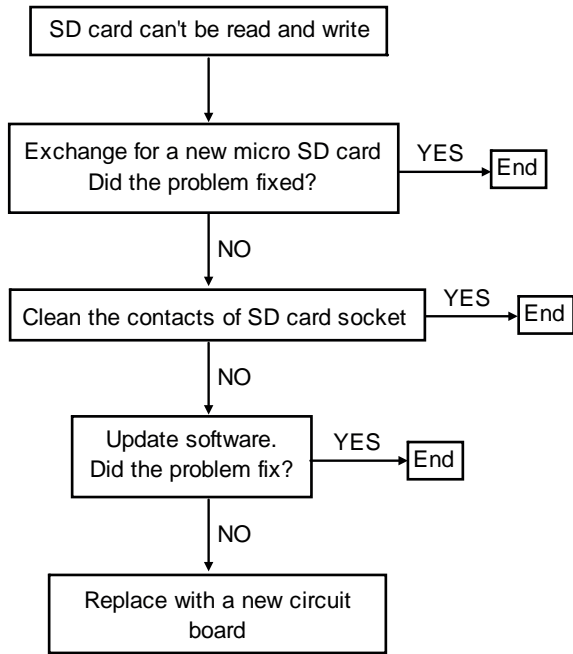 SD card can't be read and write
Exchange for a new micro SD card
Did the problem fixed?
YES
End
NO
Clean the contacts of SD card socket
YES
End
NO
Update software.
Did the problem fix?
YES
End
NO
Replace with a new circuit
board